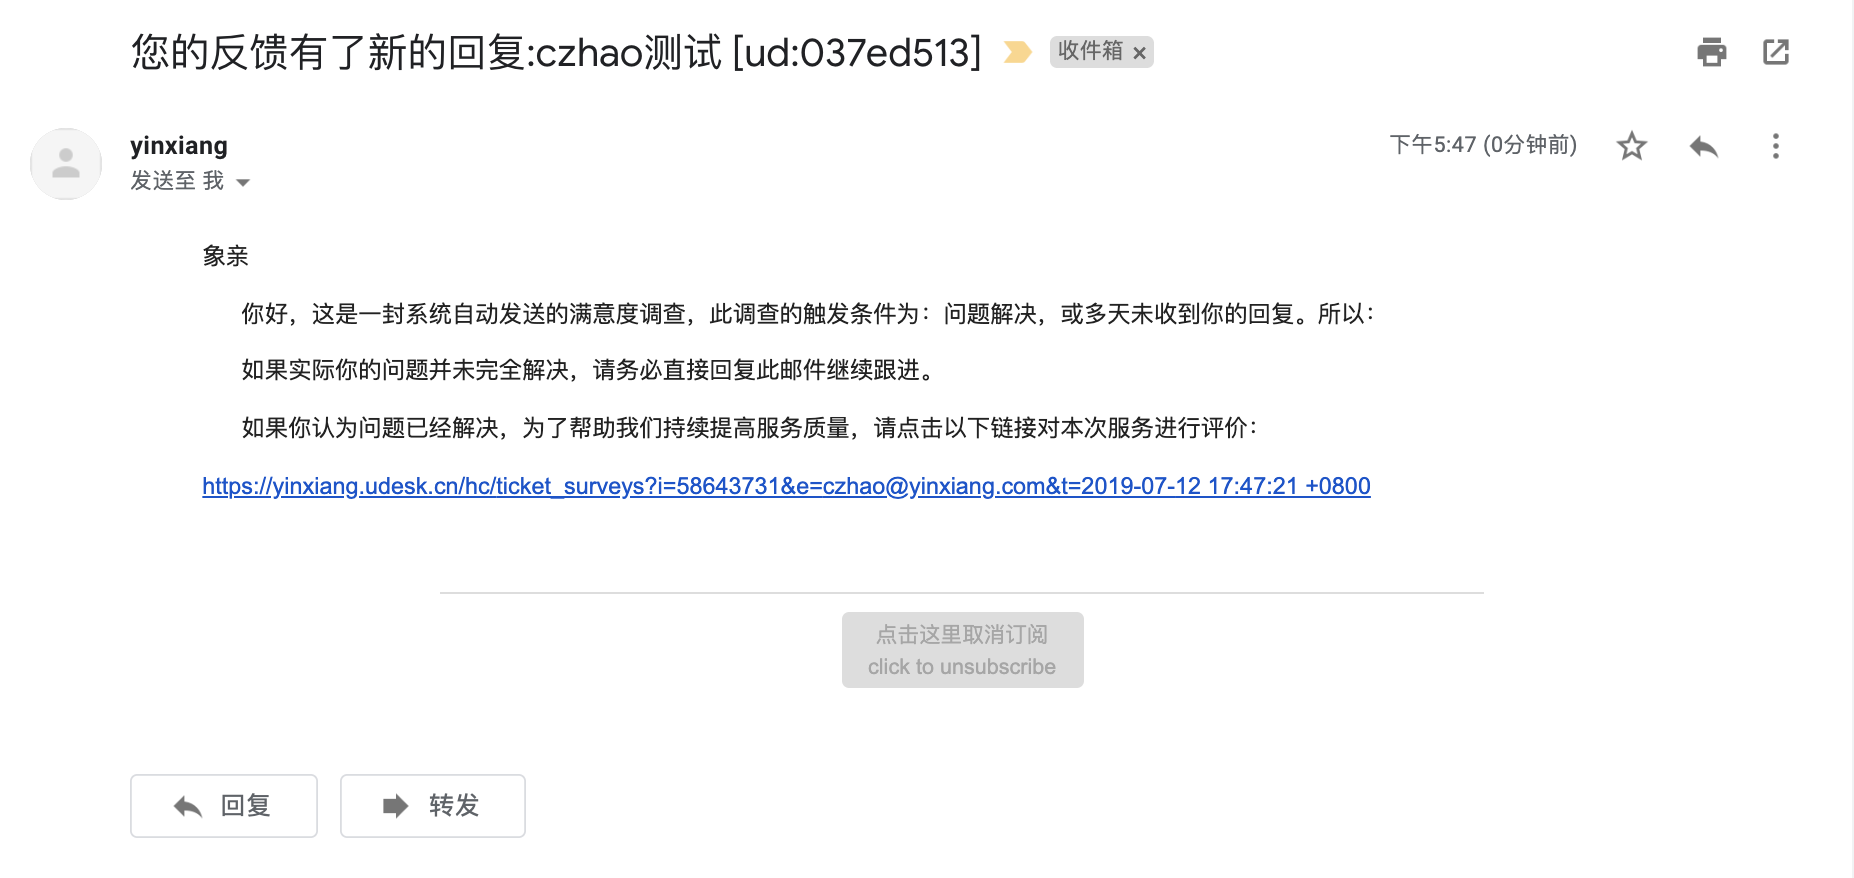 您的反馈有了新的回复:czhao测试 [ud:037ed513] 收件箱 ×
yinxiang 下午5:47 (0分钟前)
发送至 我
象亲
你好，这是一封系统自动发送的满意度调查，此调查的触发条件为：问题解决，或多天未收到你的回复。所以：
如果实际你的问题并未完全解决，请务必直接回复此邮件继续跟进。
如果你认为问题已经解决，为了帮助我们持续提高服务质量，请点击以下链接对本次服务进行评价：
https://yinxiang.udesk.cn/hc/ticket_surveys?i=58643731&e=czhao@yinxiang.com&t=2019-07-12 17:47:21 +0800
点击这里取消订阅
click to unsubscribe
回复 转发